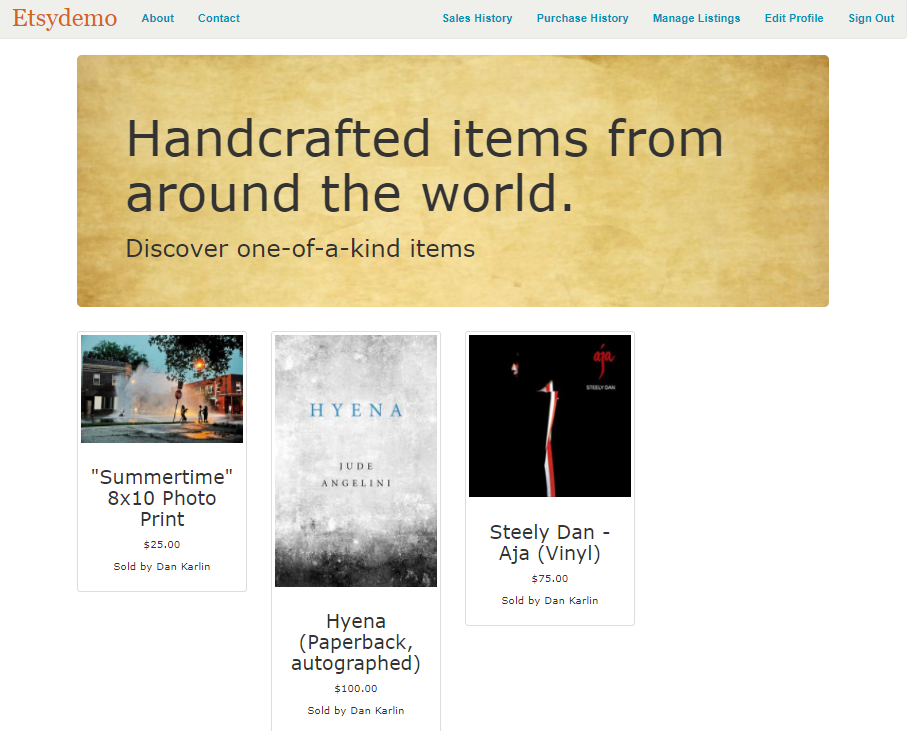 Etsydemo About Contact Sales History Purchase History Manage Listings Edit Profile Sign Out
Handcrafted items from
around the world.
Discover one-of-a-kind items
"Summertime"
8x10 Photo
Print
$25.00
Sold by Dan Karlin
HYENA
JUDE
ANGELINI
Hyena
(Paperback,
autographed)
$100.00
Sold by Dan Karlin
aja
STEELY DAN
Steely Dan -
Aja (Vinyl)
$75.00
Sold by Dan Karlin